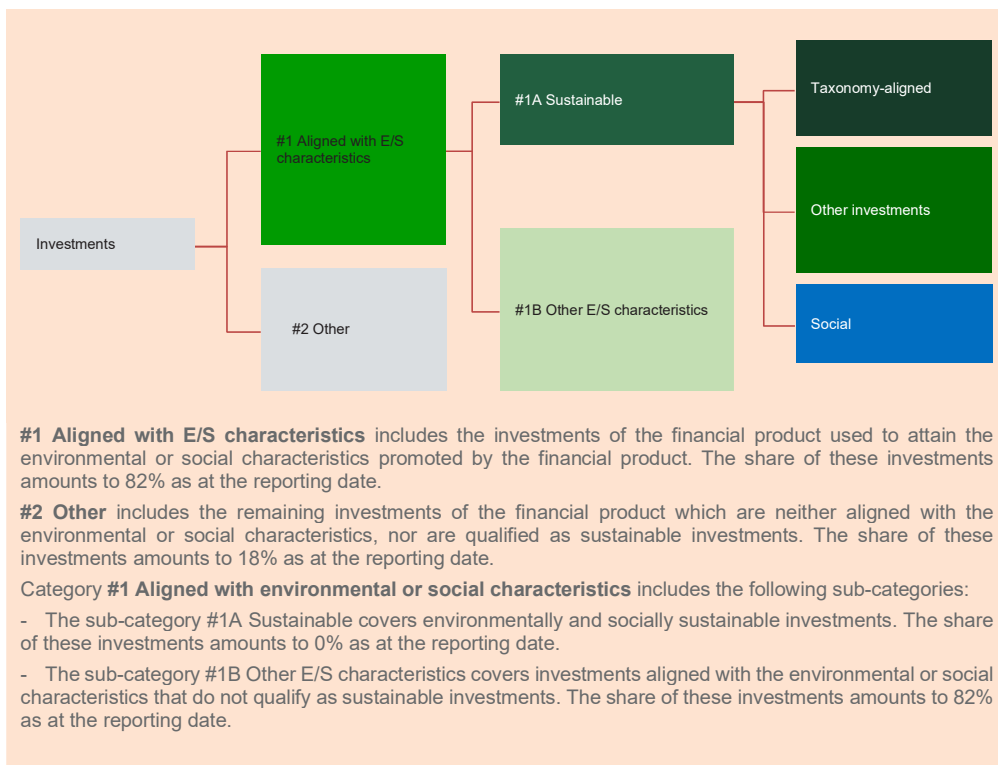 Taxonomy-aligned
#1A Sustainable
#1 Aligned with E/S
characteristics
Other investments
Investments
#1B Other E/S characteristics
#2 Other
Social
#1 Aligned with E/S characteristics includes the investments of the financial product used to attain the
environmental or social characteristics promoted by the financial product. The share of these investments
amounts to 82% as at the reporting date.
#2 Other includes the remaining investments of the financial product which are neither aligned with the
environmental or social characteristics, nor are qualified as sustainable investments. The share of these
investments amounts to 18% as at the reporting date.
Category #1 Aligned with environmental or social characteristics includes the following sub-categories:
- The sub-category #1A Sustainable covers environmentally and socially sustainable investments. The share
of these investments amounts to 0% as at the reporting date.
- The sub-category #1B Other E/S characteristics covers investments aligned with the environmental or social
characteristics that do not qualify as sustainable investments. The share of these investments amounts to 82%
as at the reporting date.